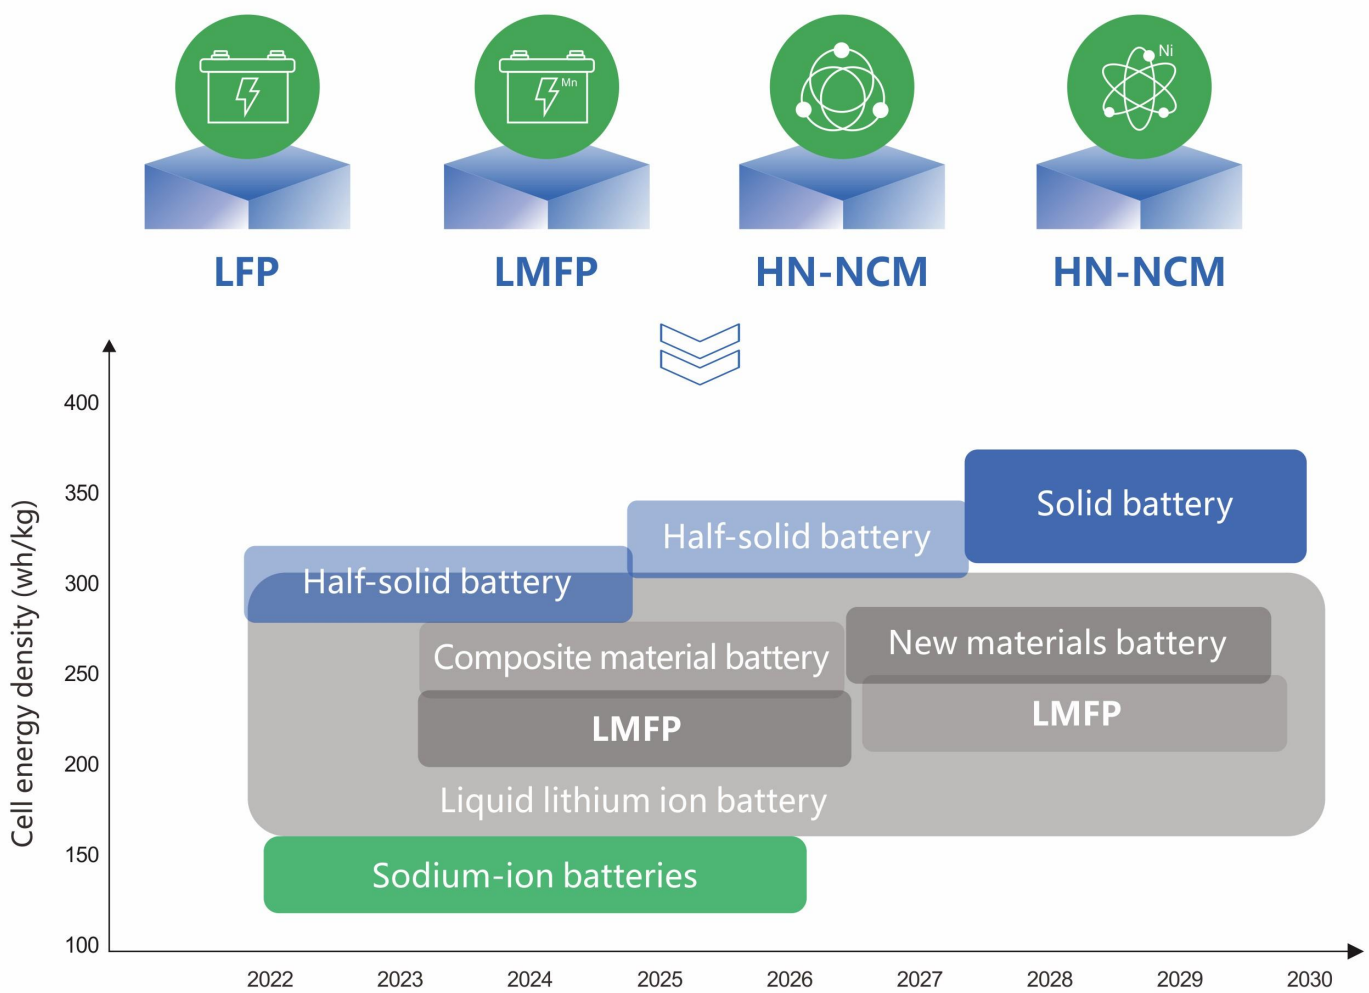 Mn
Ni
LFP
LMFP
HN-NCM
HN-NCM
Cell energy density (wh/kg)
400
350
300
250
200
150
100
Solid battery
Half-solid battery
Half-solid battery
New materials battery
Composite material battery
LMFP
LMFP
Liquid lithium ion battery
Sodium-ion batteries
2022
2023
2024
2025
2026
2027
2028
2029
2030